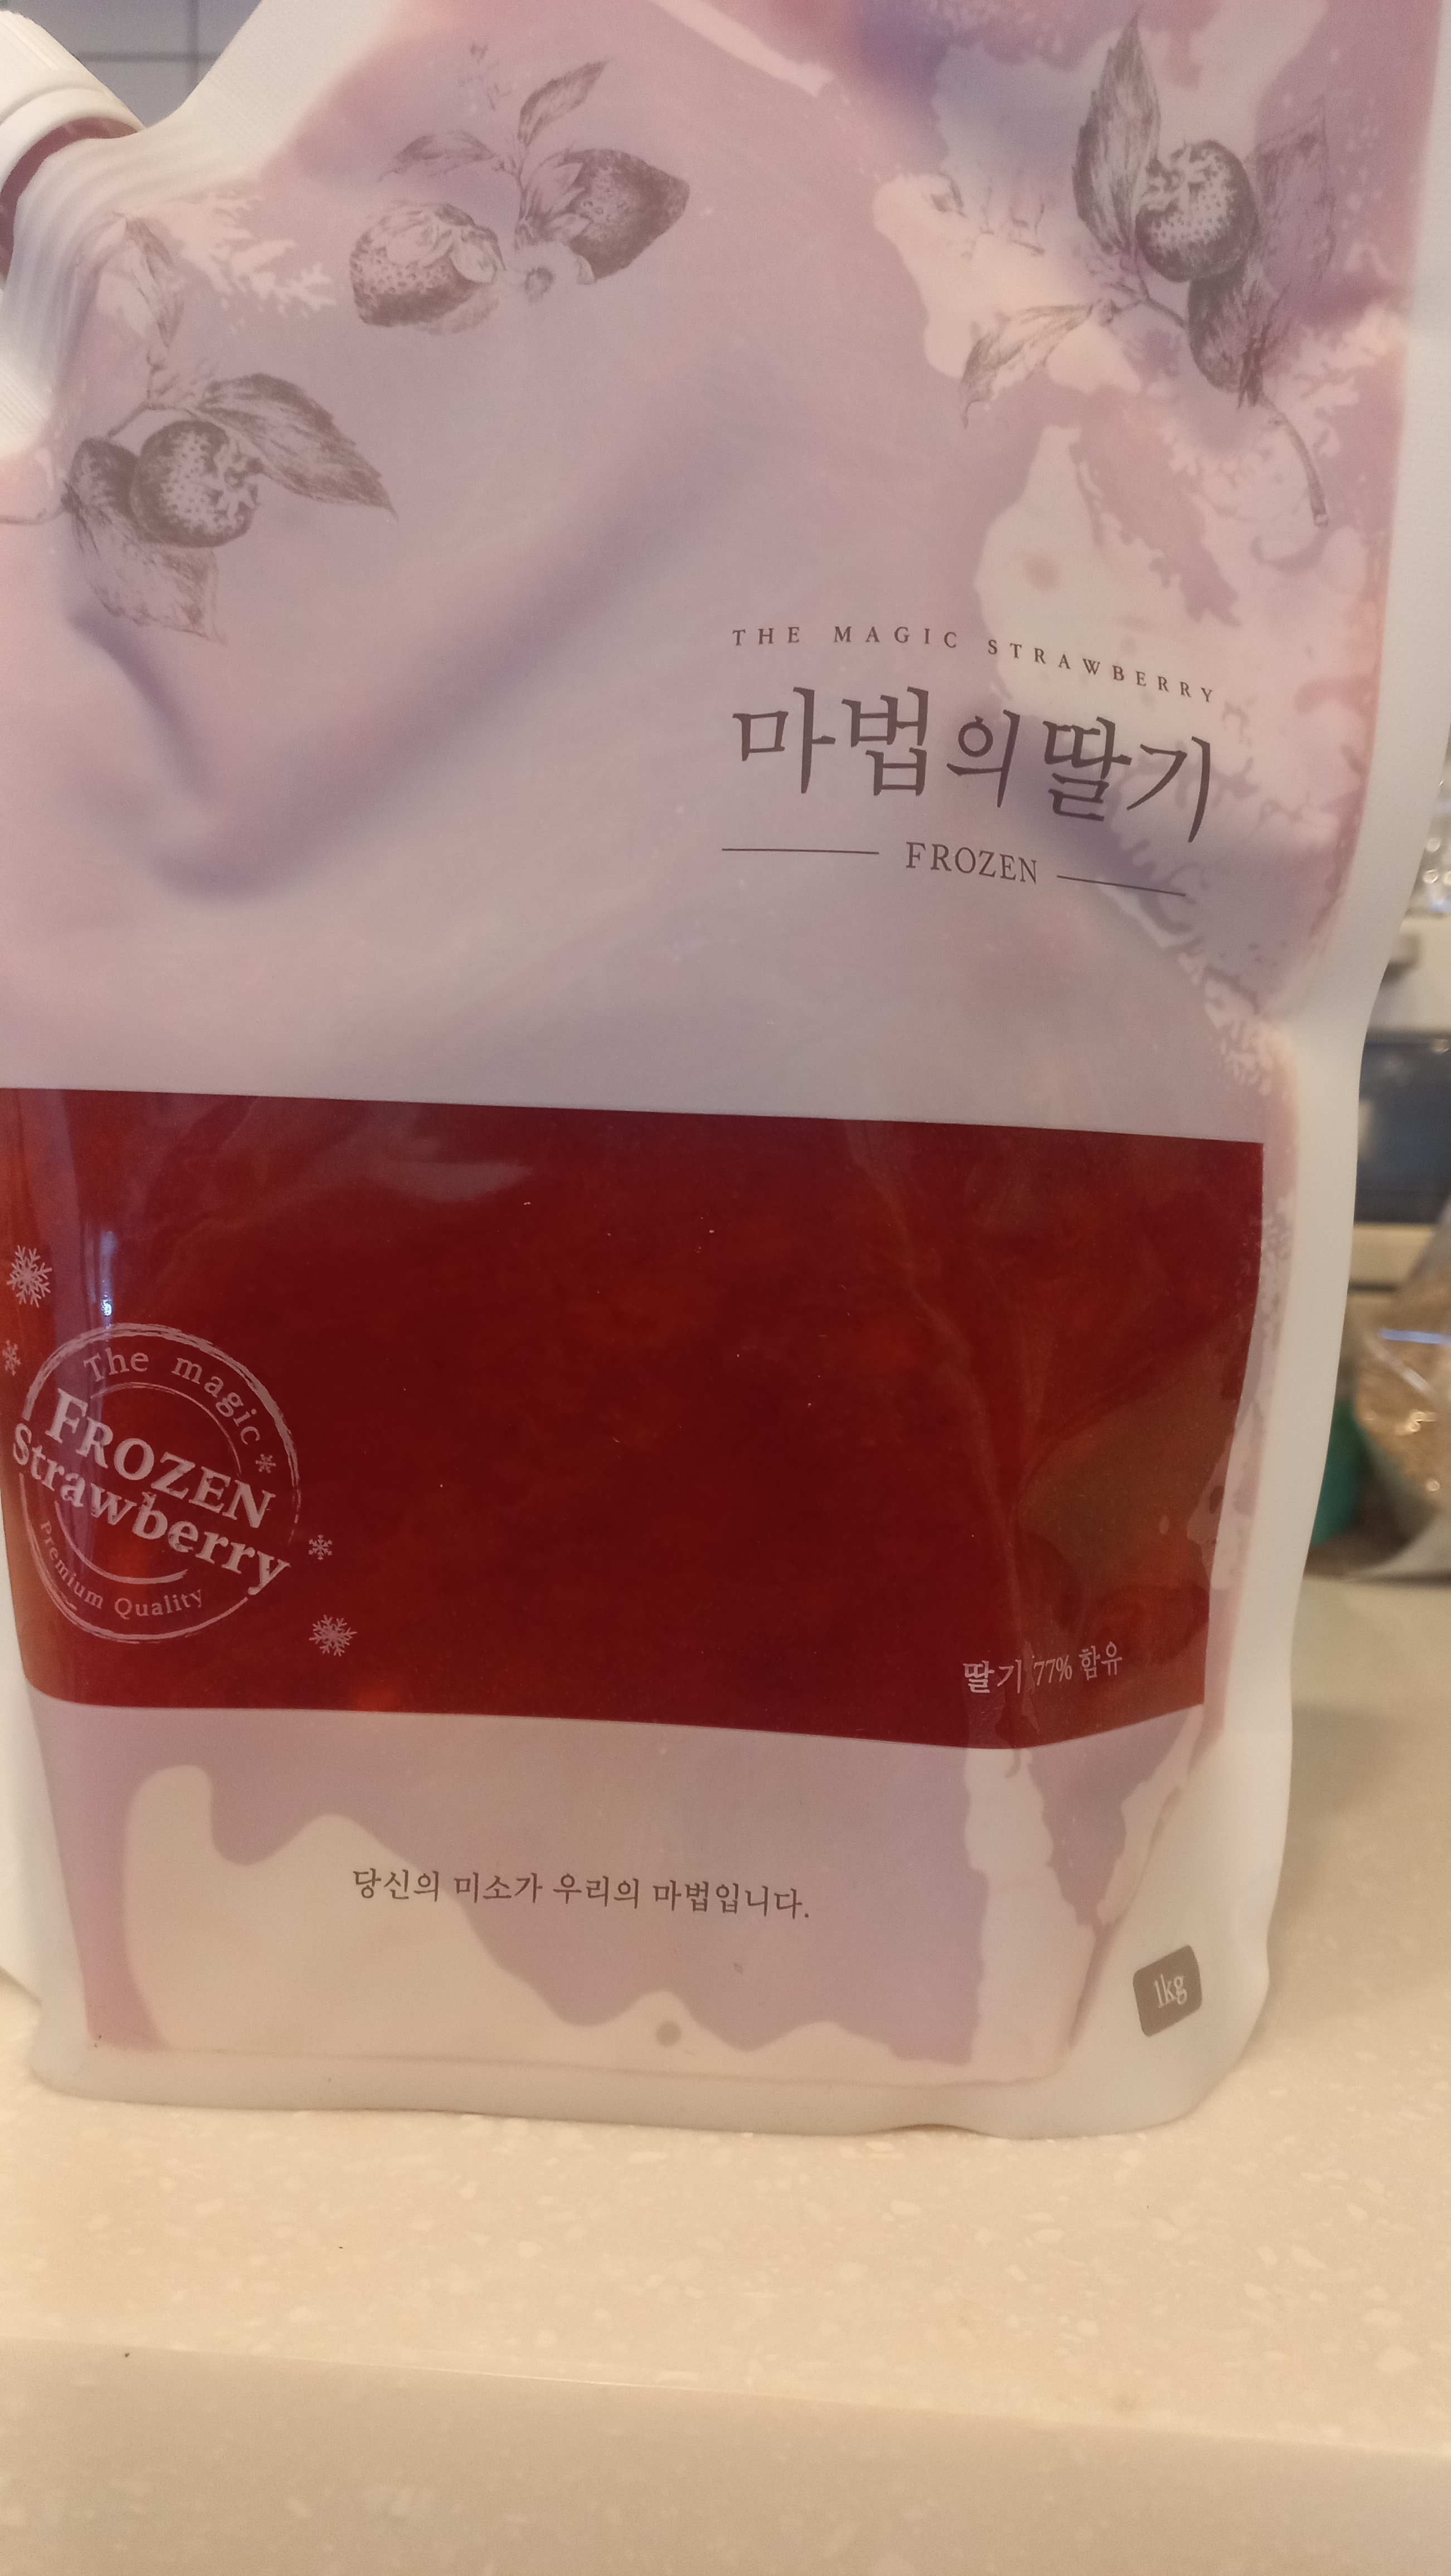 THE MAGIC STRAWBERRY
마법의딸기
FROZEN
The magic
FROZEN
Strawberry
Premium Quality
딸기 77% 함유
당신의 미소가 우리의 마법입니다.
1kg